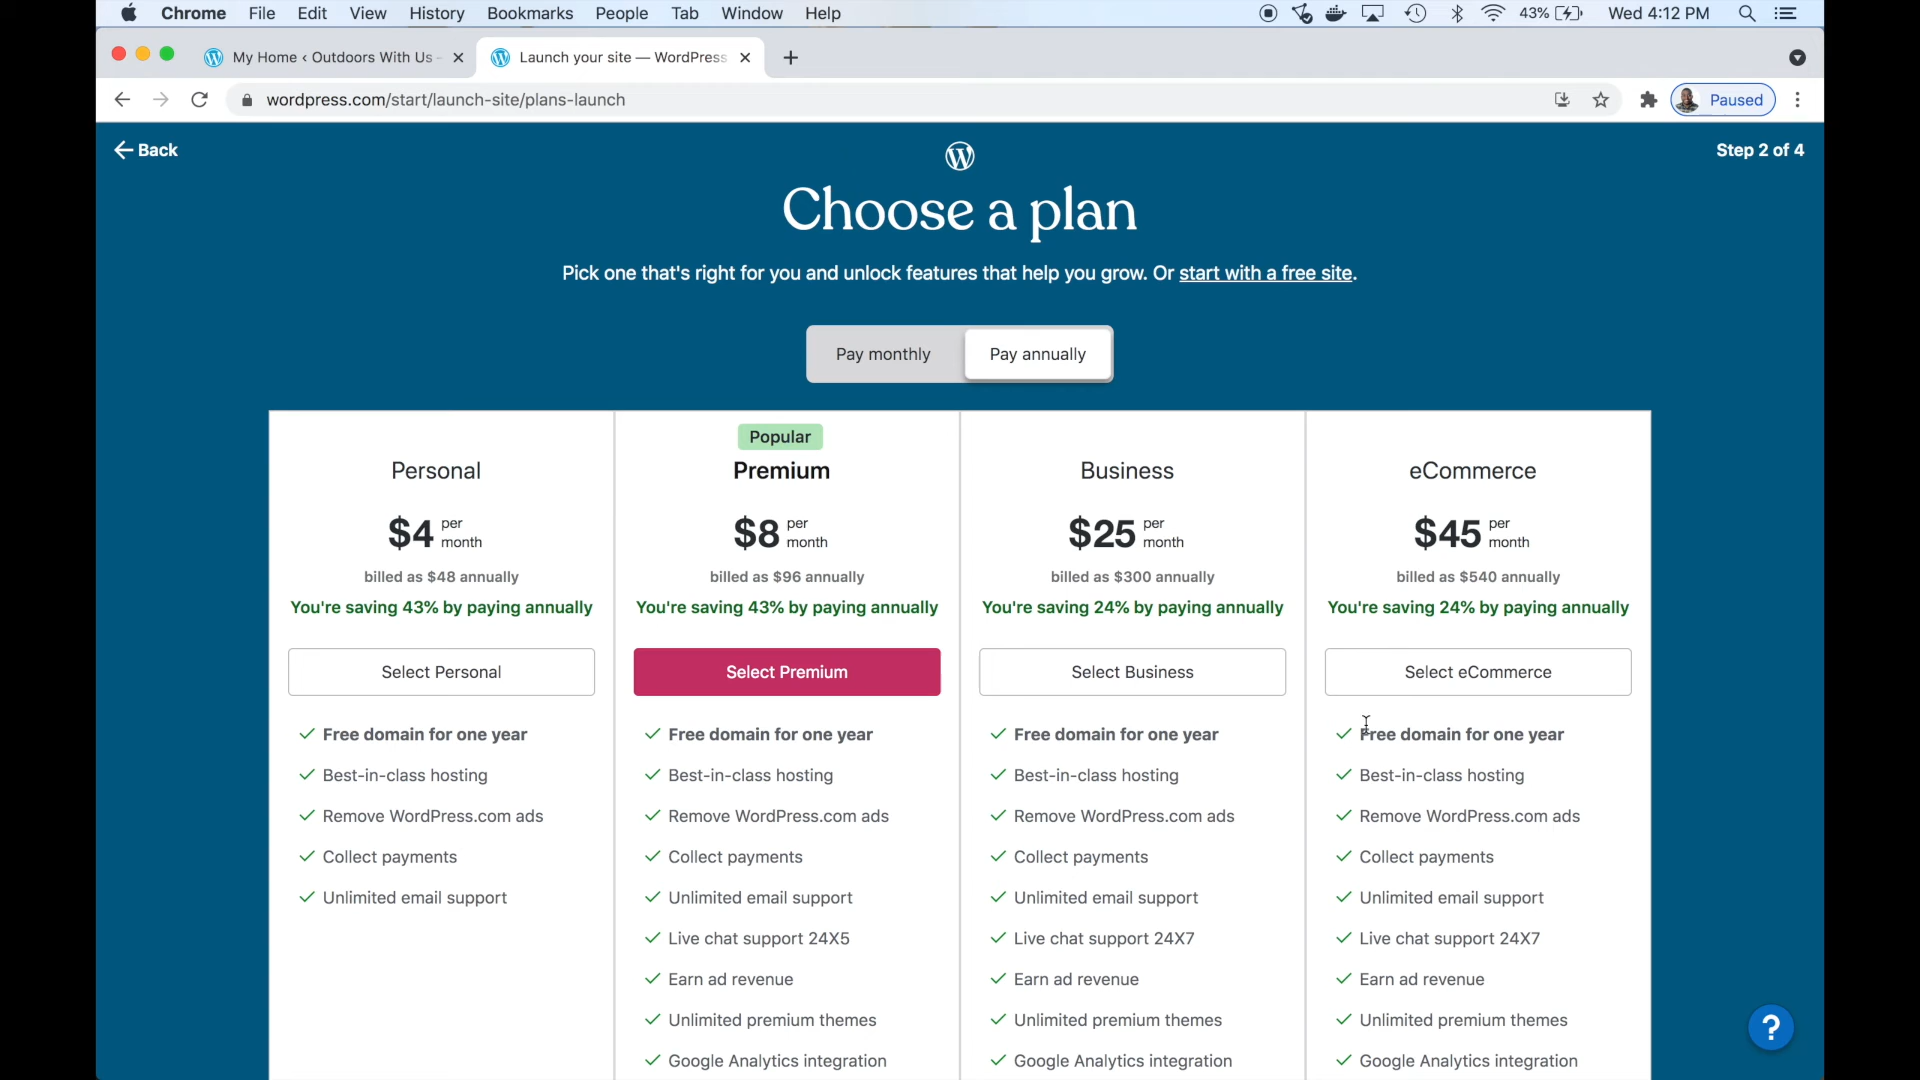 Chrome File Edit View History Bookmarks People Tab Window Help 43% Wed 4:12 PM
My Home ‹ Outdoors With Us - Launch your site — WordPress
wordpress.com/start/launch-site/plans-launch Paused
Back Step 2 of 4
Choose a plan
Pick one that's right for you and unlock features that help you grow. Or start with a free site.
Pay monthly Pay annually
Popular
Personal Premium Business eCommerce
$4 per month $8 per month $25 per month $45 per month
billed as $48 annually billed as $96 annually billed as $300 annually billed as $540 annually
You're saving 43% by paying annually You're saving 43% by paying annually You're saving 24% by paying annually You're saving 24% by paying annually
Select Personal Select Premium Select Business Select eCommerce
Free domain for one year Free domain for one year Free domain for one year Free domain for one year
Best-in-class hosting Best-in-class hosting Best-in-class hosting Best-in-class hosting
Remove WordPress.com ads Remove WordPress.com ads Remove WordPress.com ads Remove WordPress.com ads
Collect payments Collect payments Collect payments Collect payments
Unlimited email support Unlimited email support Unlimited email support Unlimited email support
Live chat support 24X5 Live chat support 24X7 Live chat support 24X7
Earn ad revenue Earn ad revenue Earn ad revenue
Unlimited premium themes Unlimited premium themes Unlimited premium themes
Google Analytics integration Google Analytics integration Google Analytics integration
?